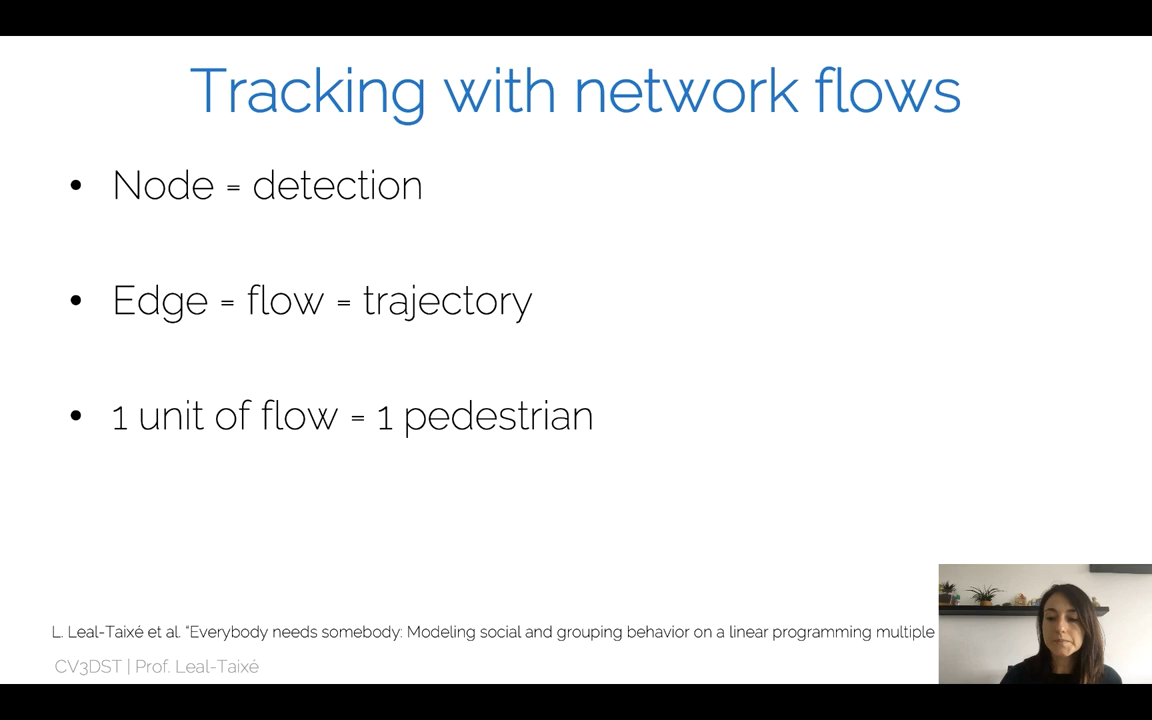 Tracking with network flows
• Node = detection
• Edge = flow = trajectory
• 1 unit of flow = 1 pedestrian
L. Leal-Taixé et al. “Everybody needs somebody: Modeling social and grouping behavior on a linear programming multiple
CV3DST | Prof. Leal-Taixé